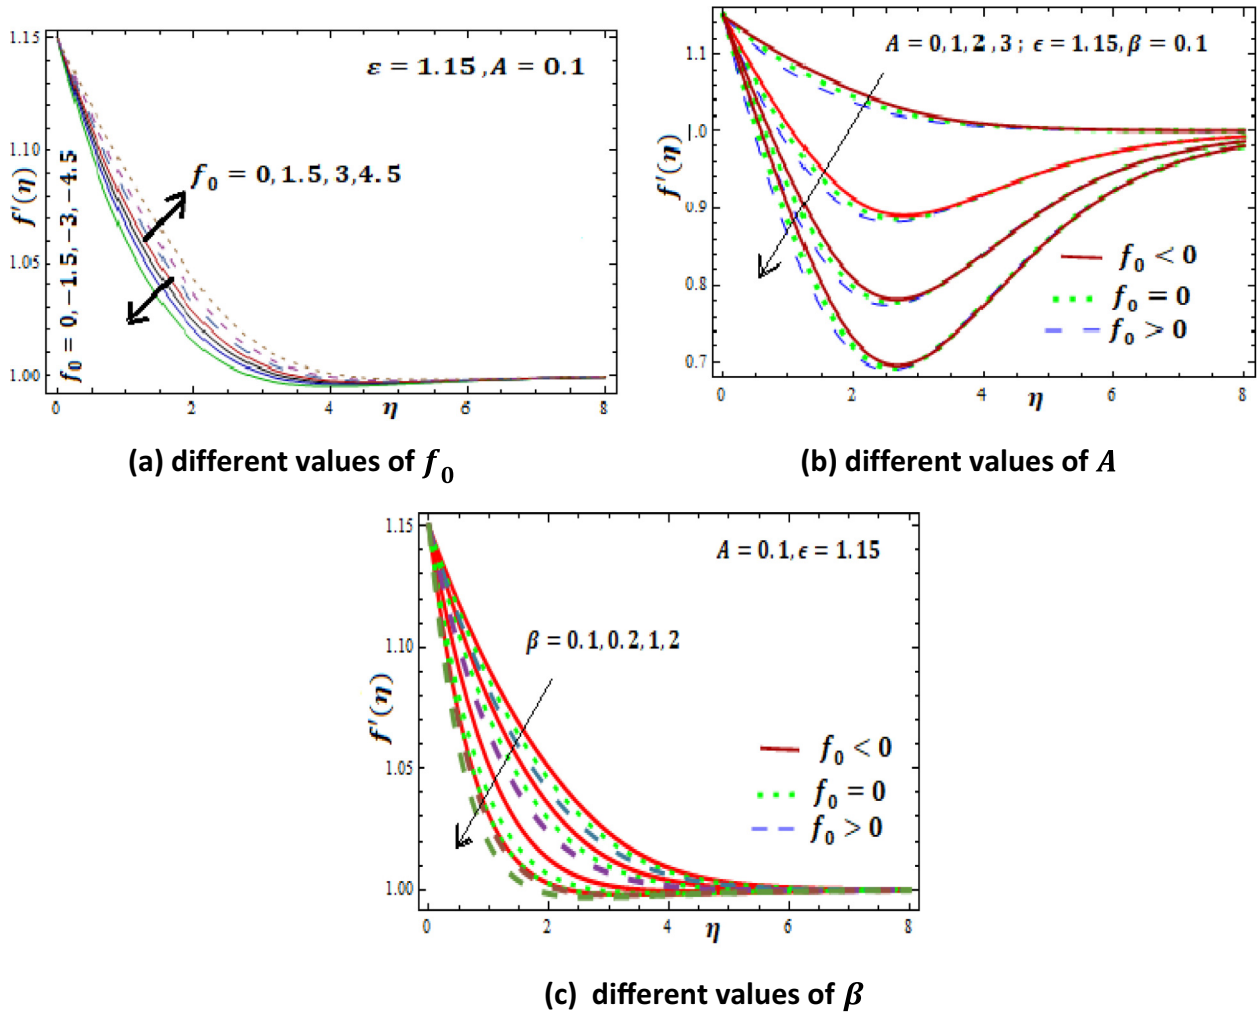 1.15
1.10
1.05
1.00
f'(η)
f₀ = 0, −1.5, −3, −4.5
ε = 1.15 , A = 0.1
f₀ = 0, 1.5, 3, 4.5
0 2 4 6 8
η
(a) different values of f₀
1.1
1.0
0.9
0.8
0.7
f'(η)
A = 0, 1, 2 , 3 ; ϵ = 1.15, β = 0.1
f₀ < 0
f₀ = 0
f₀ > 0
0 2 4 6 8
η
(b) different values of A
1.15
1.10
1.05
1.00
f'(η)
A = 0.1, ϵ = 1.15
β = 0.1, 0.2, 1, 2
f₀ < 0
f₀ = 0
f₀ > 0
0 2 4 6 8
η
(c) different values of β